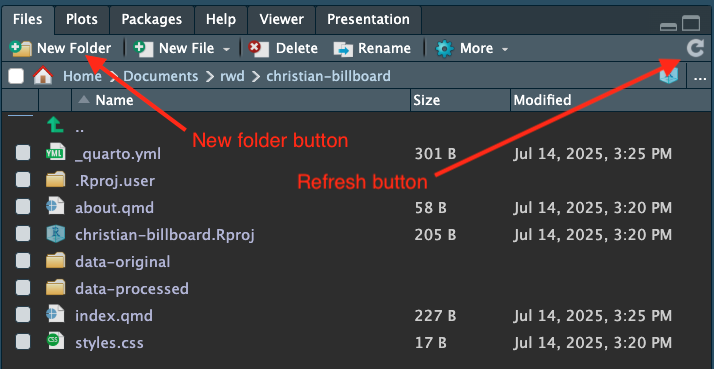 Files Plots Packages Help Viewer Presentation
New Folder New File Delete Rename More
Home Documents rwd christian-billboard ...
Name Size Modified
..
New folder button
_quarto.yml 301 B Jul 14, 2025, 3:25 PM
.Rproj.user
Refresh button
about.qmd 58 B Jul 14, 2025, 3:20 PM
christian-billboard.Rproj 205 B Jul 14, 2025, 3:20 PM
data-original
data-processed
index.qmd 227 B Jul 14, 2025, 3:25 PM
styles.css 17 B Jul 14, 2025, 3:20 PM